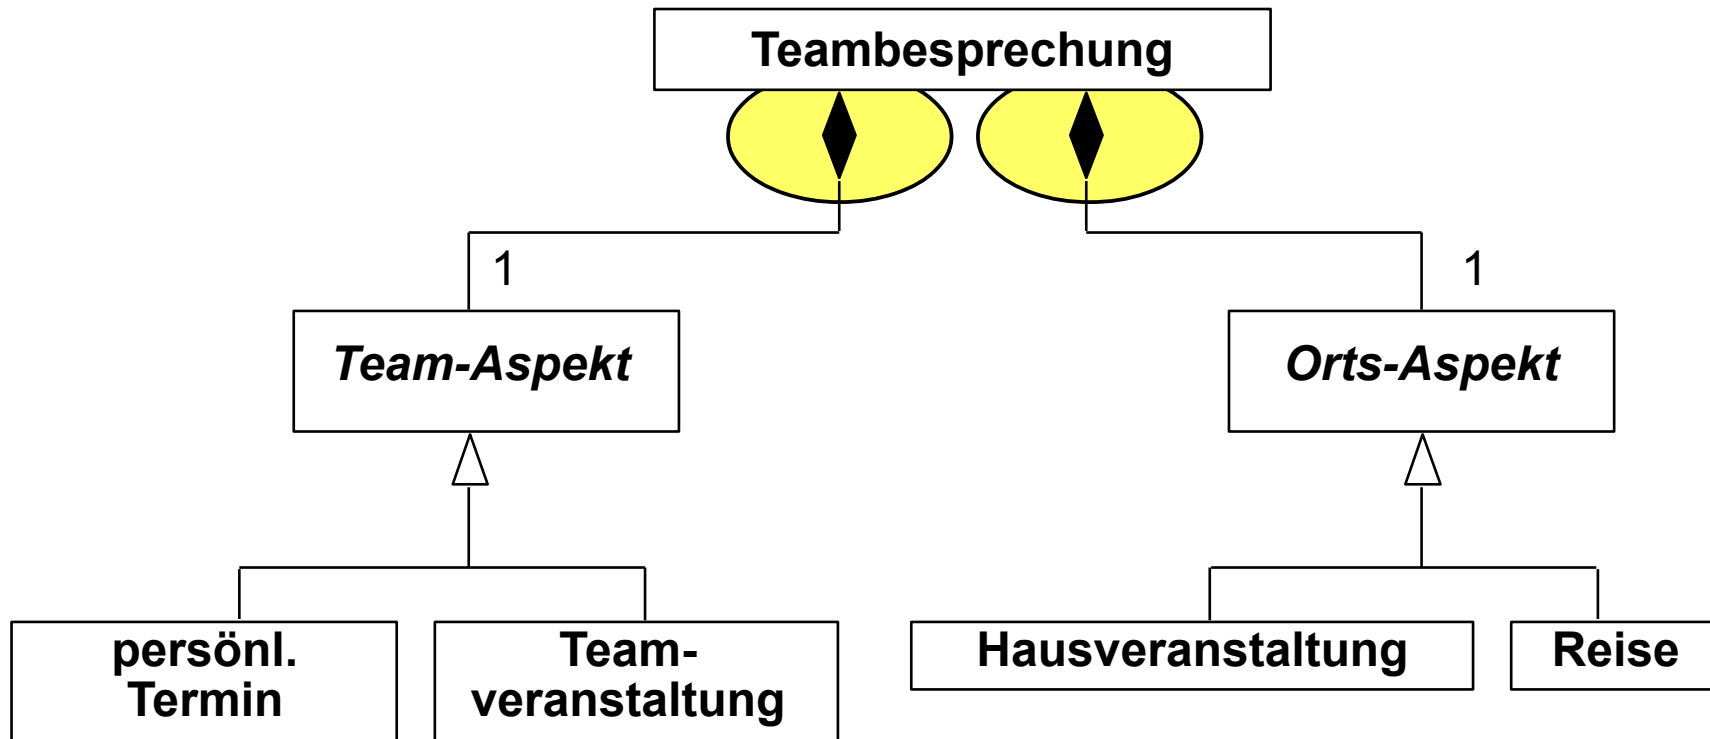 Teambesprechung
1
1
Team-Aspekt
Orts-Aspekt
persönl.
Termin
Team-
veranstaltung
Hausveranstaltung
Reise